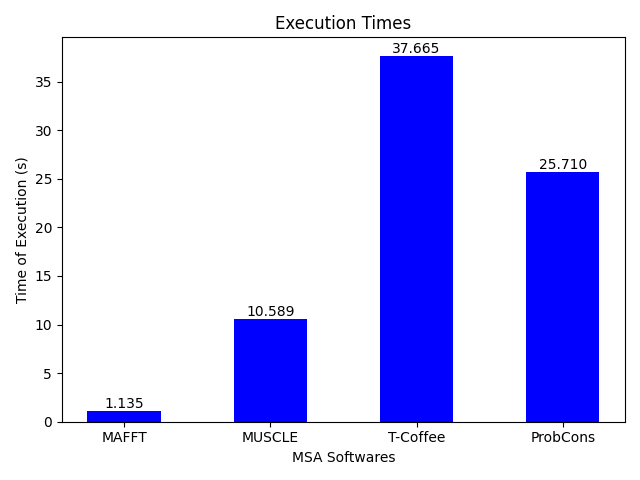 Execution Times
37.665
25.710
10.589
1.135
Time of Execution (s)
35
30
25
20
15
10
5
0
MAFFT
MUSCLE
T-Coffee
ProbCons
MSA Softwares